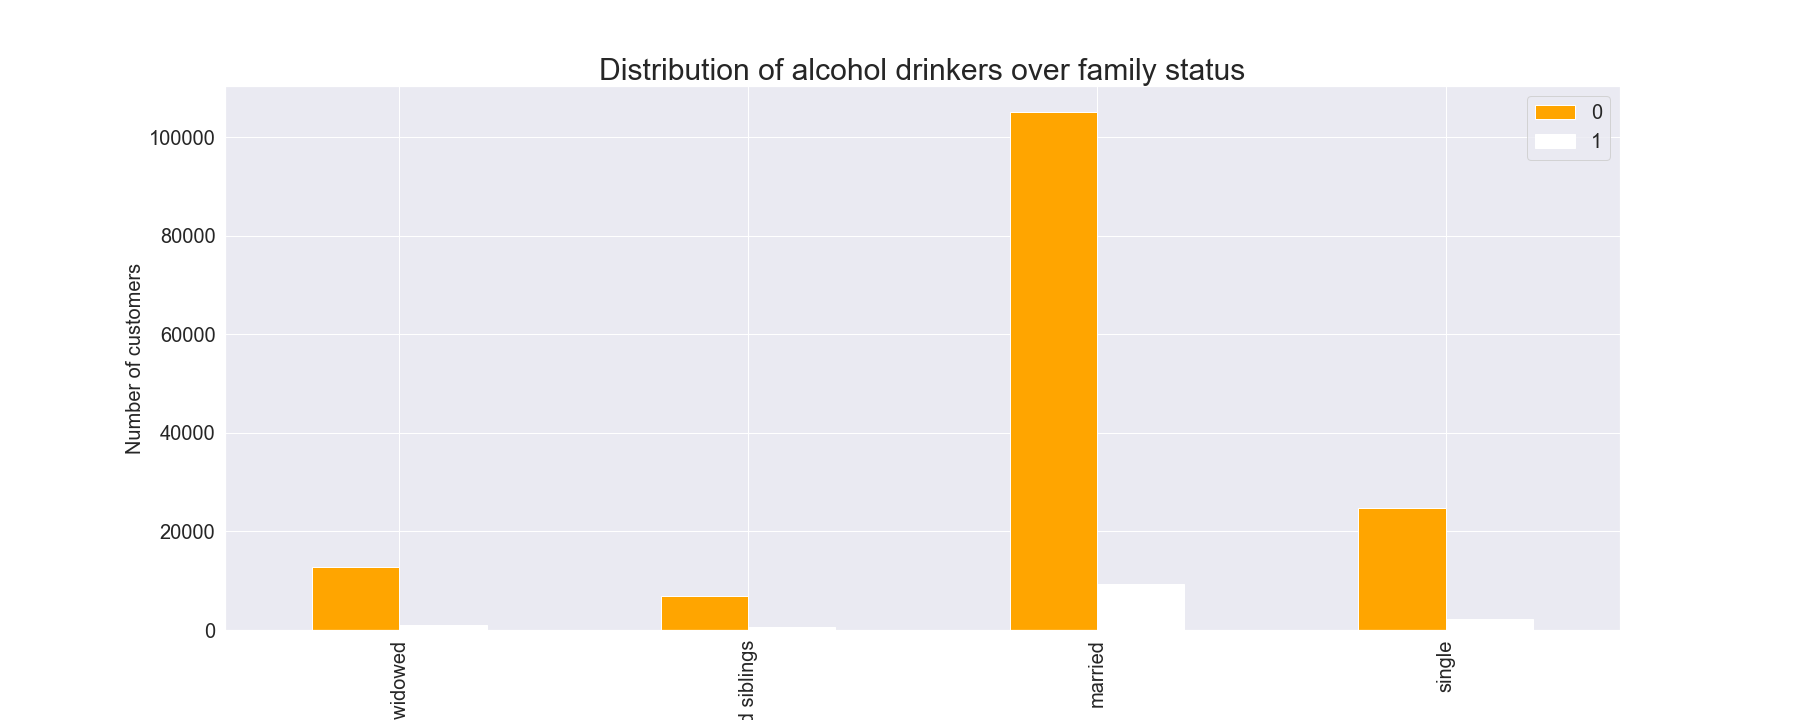 Distribution of alcohol drinkers over family status
0
1
100000
80000
60000
40000
20000
0
Number of customers
widowed
siblings
married
single